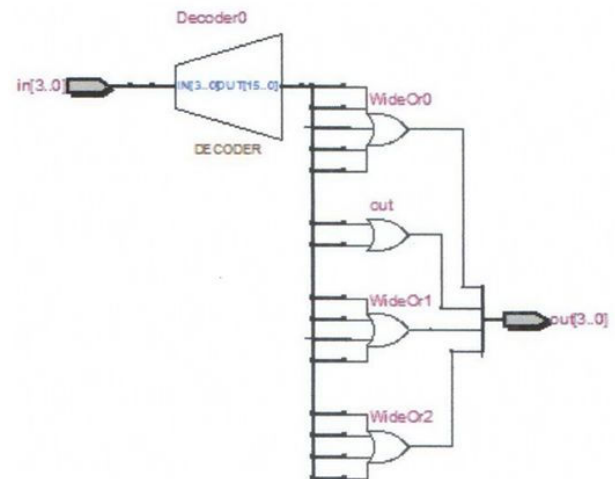 Decoder0
in[3..0]
IN[3..0]OUT[15..0]
DECODER
WideOr0
out
WideOr1
out[3..0]
WideOr2